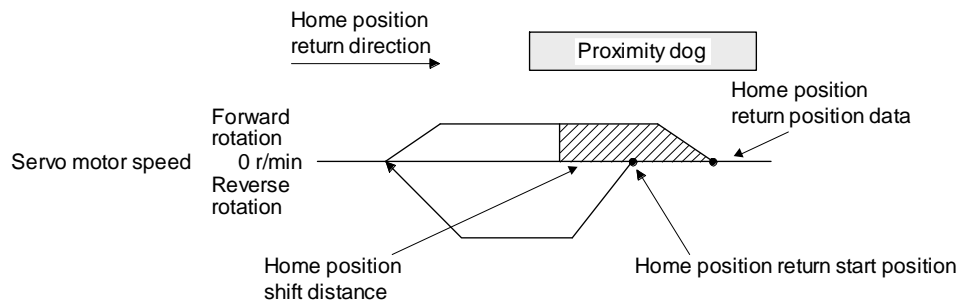 Home position
return direction
Proximity dog
Home position
return position data
Forward
rotation
Servo motor speed 0 r/min
Reverse
rotation
Home position
shift distance
Home position return start position